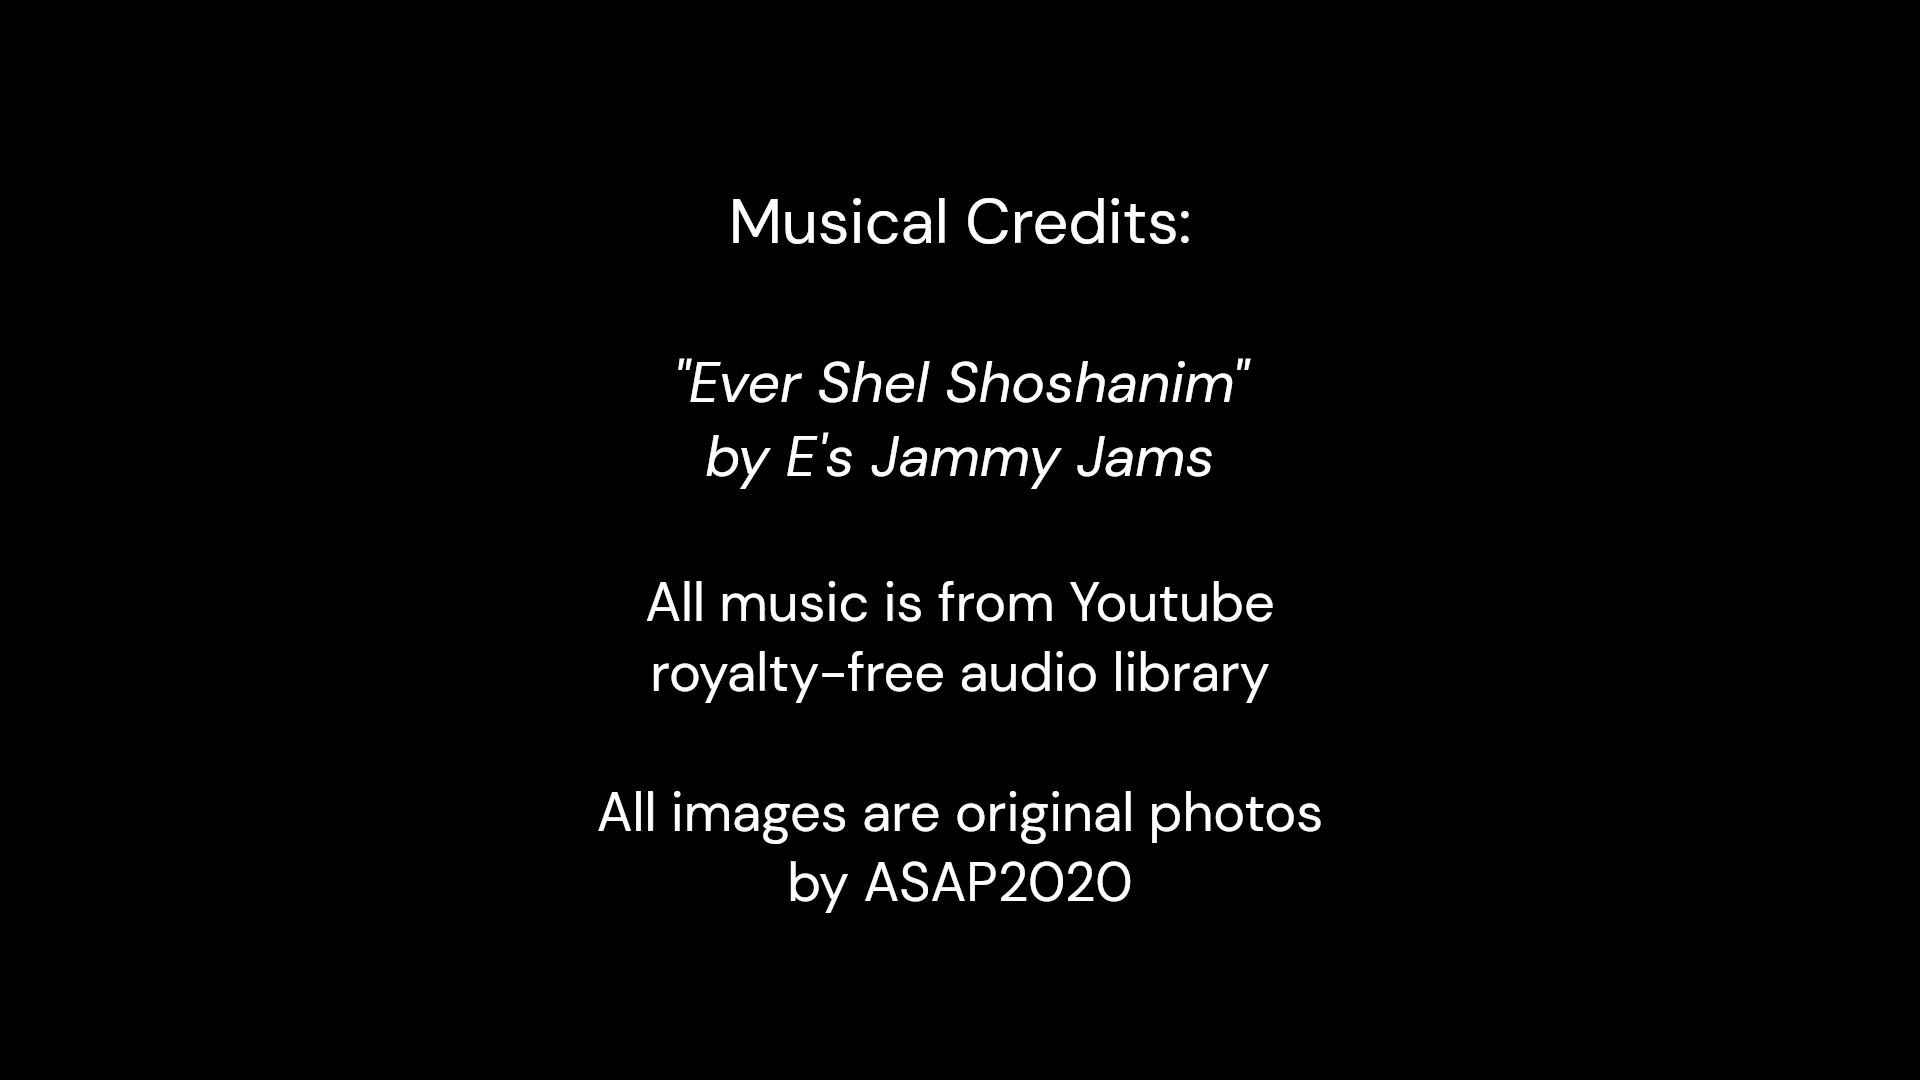 Musical Credits:
"Ever Shel Shoshanim"
by E's Jammy Jams
All music is from Youtube
royalty-free audio library
All images are original photos
by ASAP2020